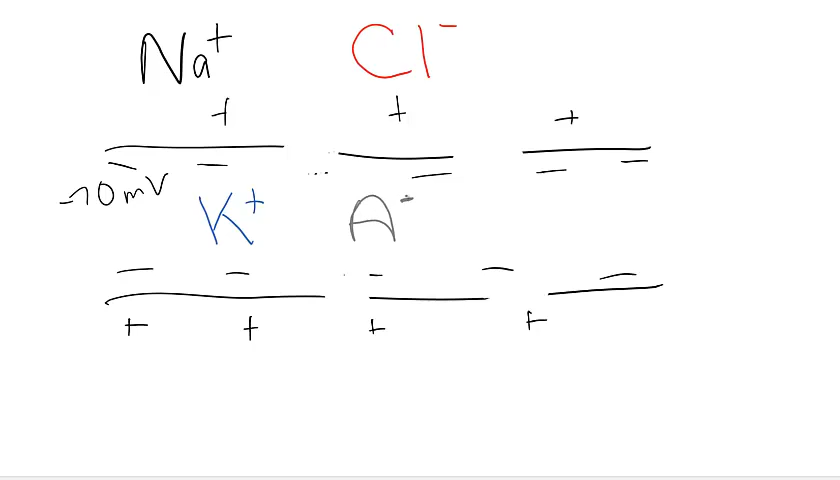 Na+ Cl-
+ + +
- - - - -
-70mV
K+ A-
- - - - -
+ + + +